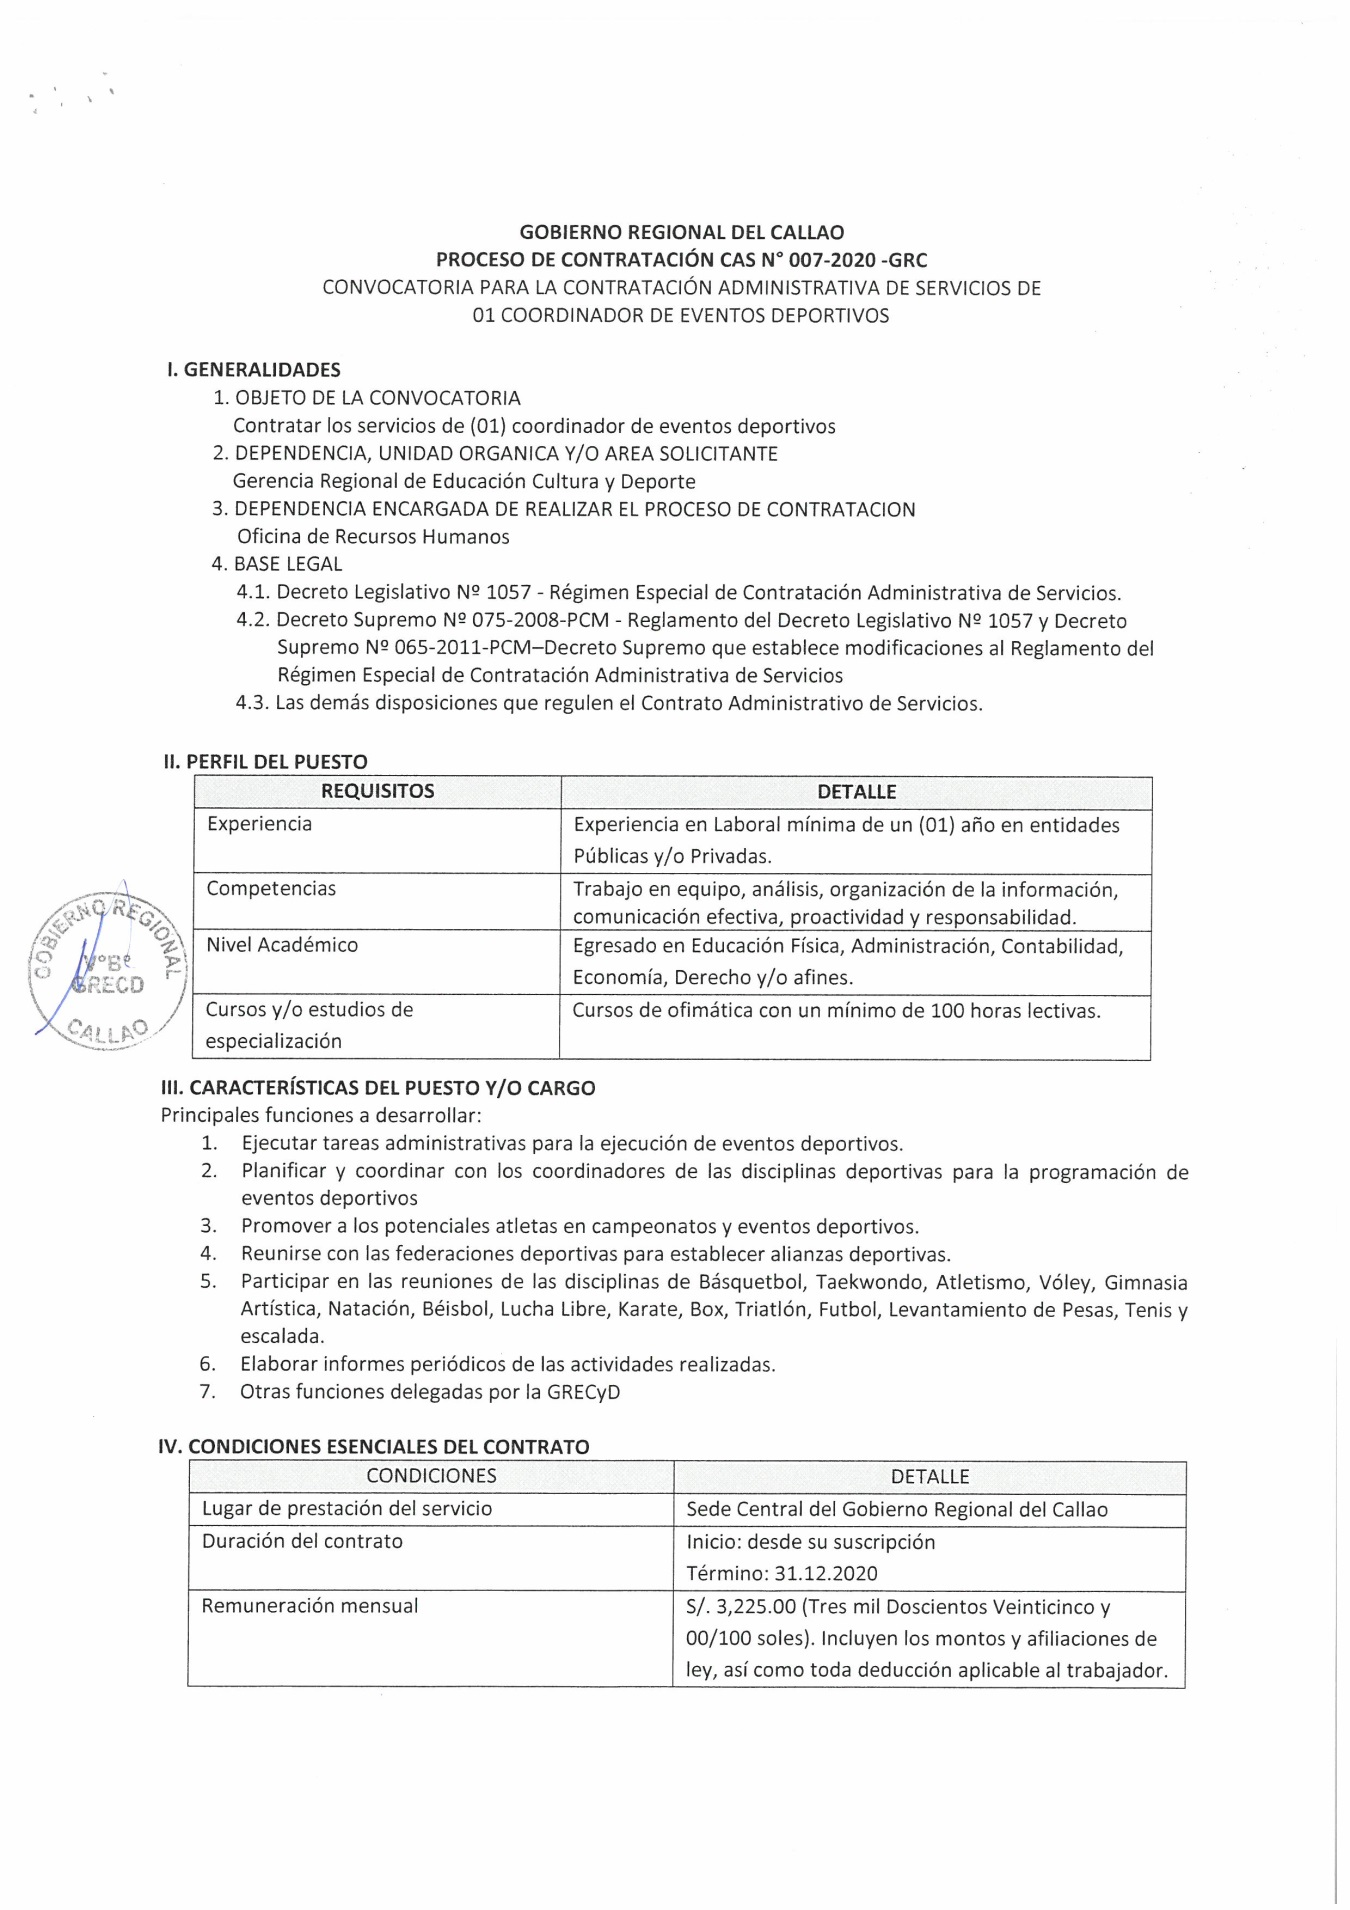 GOBIERNO REGIONAL DEL CALLAO
PROCESO DE CONTRATACIÓN CAS N° 007-2020 -GRC
CONVOCATORIA PARA LA CONTRATACIÓN ADMINISTRATIVA DE SERVICIOS DE
01 COORDINADOR DE EVENTOS DEPORTIVOS
I. GENERALIDADES
1. OBJETO DE LA CONVOCATORIA
Contratar los servicios de (01) coordinador de eventos deportivos
2. DEPENDENCIA, UNIDAD ORGANICA Y/O AREA SOLICITANTE
Gerencia Regional de Educación Cultura y Deporte
3. DEPENDENCIA ENCARGADA DE REALIZAR EL PROCESO DE CONTRATACION
Oficina de Recursos Humanos
4. BASE LEGAL
4.1. Decreto Legislativo Nº 1057 - Régimen Especial de Contratación Administrativa de Servicios.
4.2. Decreto Supremo Nº 075-2008-PCM - Reglamento del Decreto Legislativo Nº 1057 y Decreto
Supremo Nº 065-2011-PCM–Decreto Supremo que establece modificaciones al Reglamento del
Régimen Especial de Contratación Administrativa de Servicios
4.3. Las demás disposiciones que regulen el Contrato Administrativo de Servicios.
II. PERFIL DEL PUESTO
REQUISITOS DETALLE
Experiencia Experiencia en Laboral mínima de un (01) año en entidades
Públicas y/o Privadas.
Competencias Trabajo en equipo, análisis, organización de la información,
comunicación efectiva, proactividad y responsabilidad.
Nivel Académico Egresado en Educación Física, Administración, Contabilidad,
Economía, Derecho y/o afines.
Cursos y/o estudios de Cursos de ofimática con un mínimo de 100 horas lectivas.
especialización
GOBIERNO REGIONAL
V°B°
GRECD
CALLAO
III. CARACTERÍSTICAS DEL PUESTO Y/O CARGO
Principales funciones a desarrollar:
1. Ejecutar tareas administrativas para la ejecución de eventos deportivos.
2. Planificar y coordinar con los coordinadores de las disciplinas deportivas para la programación de
eventos deportivos
3. Promover a los potenciales atletas en campeonatos y eventos deportivos.
4. Reunirse con las federaciones deportivas para establecer alianzas deportivas.
5. Participar en las reuniones de las disciplinas de Básquetbol, Taekwondo, Atletismo, Vóley, Gimnasia
Artística, Natación, Béisbol, Lucha Libre, Karate, Box, Triatlón, Futbol, Levantamiento de Pesas, Tenis y
escalada.
6. Elaborar informes periódicos de las actividades realizadas.
7. Otras funciones delegadas por la GRECyD
IV. CONDICIONES ESENCIALES DEL CONTRATO
CONDICIONES DETALLE
Lugar de prestación del servicio Sede Central del Gobierno Regional del Callao
Duración del contrato Inicio: desde su suscripción
Término: 31.12.2020
Remuneración mensual S/. 3,225.00 (Tres mil Doscientos Veinticinco y
00/100 soles). Incluyen los montos y afiliaciones de
ley, así como toda deducción aplicable al trabajador.